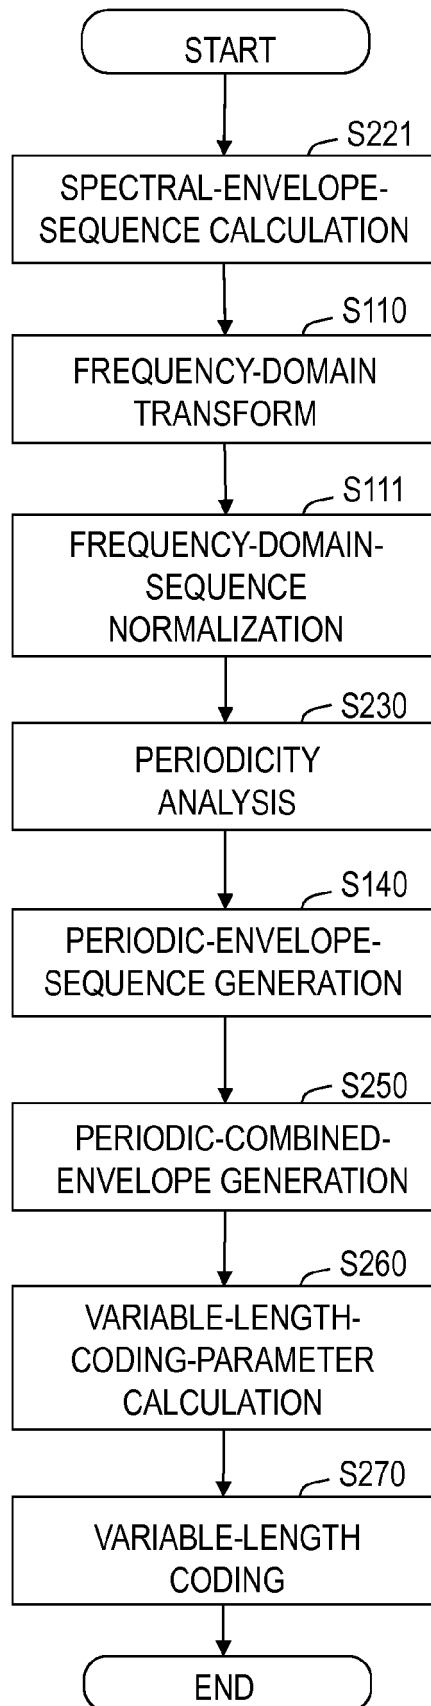 START
S221
SPECTRAL-ENVELOPE-
SEQUENCE CALCULATION
S110
FREQUENCY-DOMAIN
TRANSFORM
S111
FREQUENCY-DOMAIN-
SEQUENCE
NORMALIZATION
S230
PERIODICITY
ANALYSIS
S140
PERIODIC-ENVELOPE-
SEQUENCE GENERATION
S250
PERIODIC-COMBINED-
ENVELOPE GENERATION
S260
VARIABLE-LENGTH-
CODING-PARAMETER
CALCULATION
S270
VARIABLE-LENGTH
CODING
END